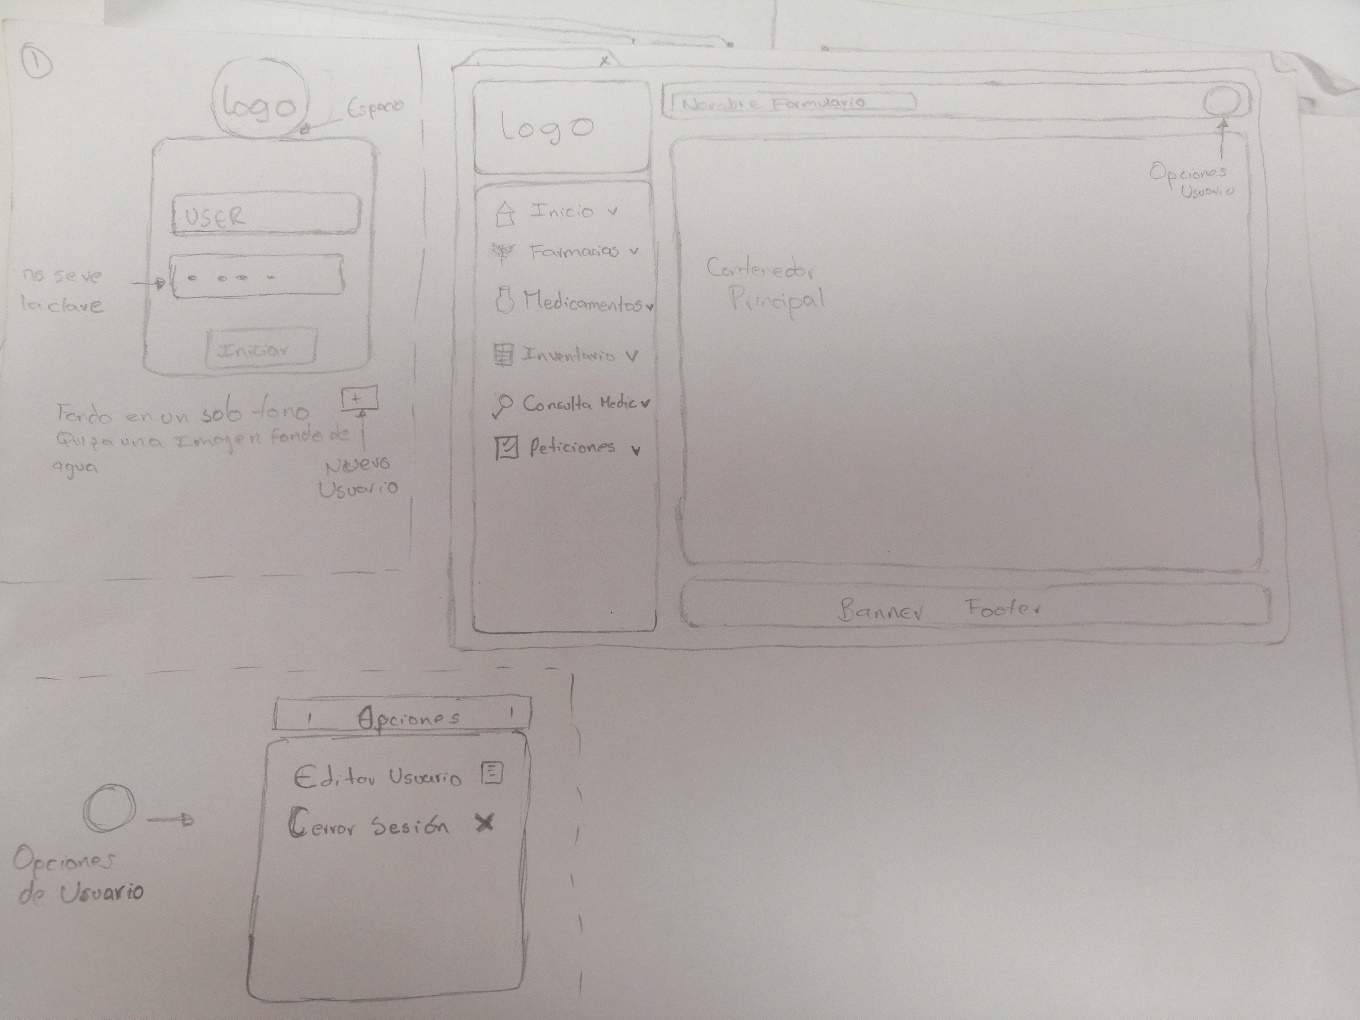 1
logo
Espacio
USER
no se ve
la clave
Iniciar
Fondo en un solo tono
Quiza una Imagen fondo de
agua
+
Nuevo
Usuario
x
logo
Inicio
Farmacias
Medicamentos
Inventario
Consulta Medic
Peticiones
Nombre Formulario
Opciones
Usuario
Contenedor
Principal
Banner Footer
Opciones
de Usuario
Opciones
Editar Usuario
Cerrar Sesión x